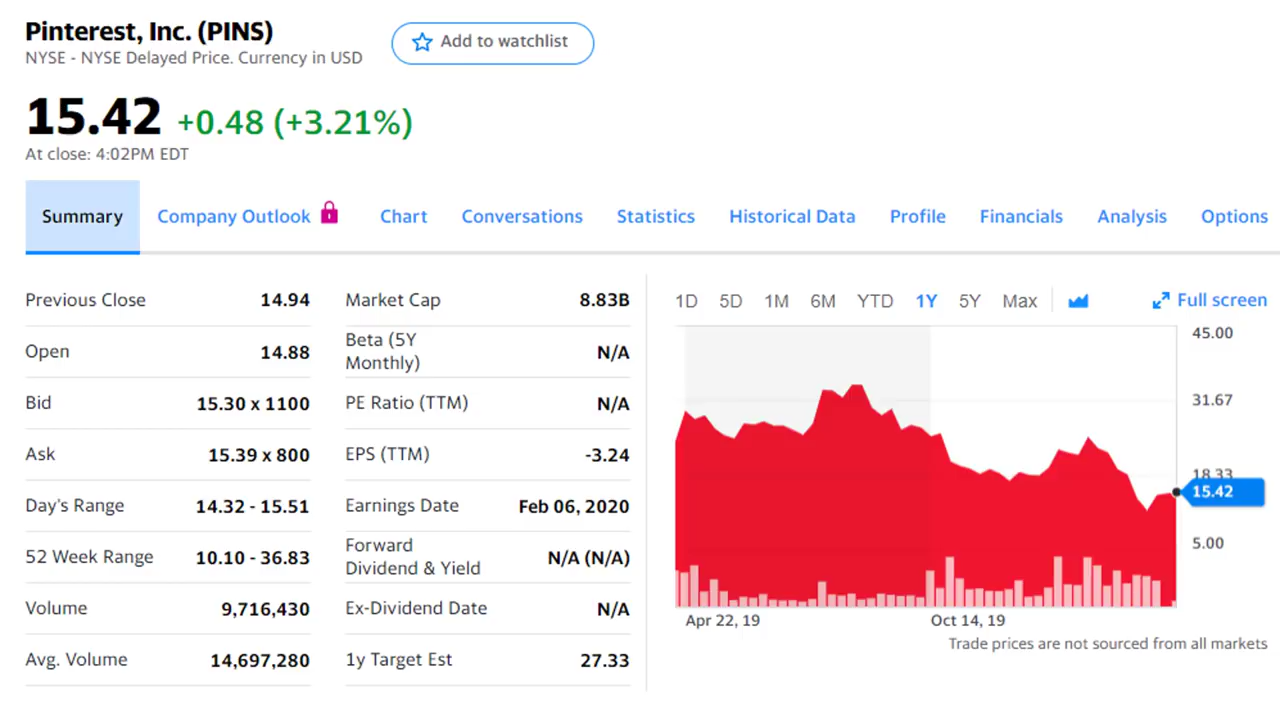 Pinterest, Inc. (PINS)
NYSE - NYSE Delayed Price. Currency in USD
Add to watchlist
15.42 +0.48 (+3.21%)
At close: 4:02PM EDT
Summary Company Outlook Chart Conversations Statistics Historical Data Profile Financials Analysis Options
Previous Close 14.94
Open 14.88
Bid 15.30 x 1100
Ask 15.39 x 800
Day's Range 14.32 - 15.51
52 Week Range 10.10 - 36.83
Volume 9,716,430
Avg. Volume 14,697,280
Market Cap 8.83B
Beta (5Y
Monthly) N/A
PE Ratio (TTM) N/A
EPS (TTM) -3.24
Earnings Date Feb 06, 2020
Forward
Dividend & Yield N/A (N/A)
Ex-Dividend Date N/A
1y Target Est 27.33
1D 5D 1M 6M YTD 1Y 5Y Max Full screen
45.00
31.67
18.33
15.42
5.00
Apr 22, 19 Oct 14, 19
Trade prices are not sourced from all markets